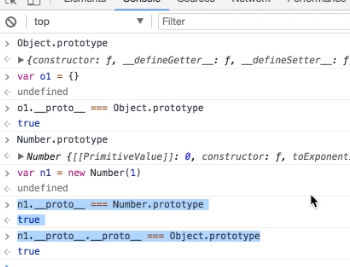 Elements Console Sources Network Performance
top Filter
> Object.prototype
< ▶{constructor: ƒ, __defineGetter__: ƒ, __defineSetter__: ƒ
> var o1 = {}
< undefined
> o1.__proto__ === Object.prototype
< true
> Number.prototype
< ▶Number {[[PrimitiveValue]]: 0, constructor: ƒ, toExponenti
> var n1 = new Number(1)
< undefined
> n1.__proto__ === Number.prototype
< true
> n1.__proto__.__proto__ === Object.prototype
< true